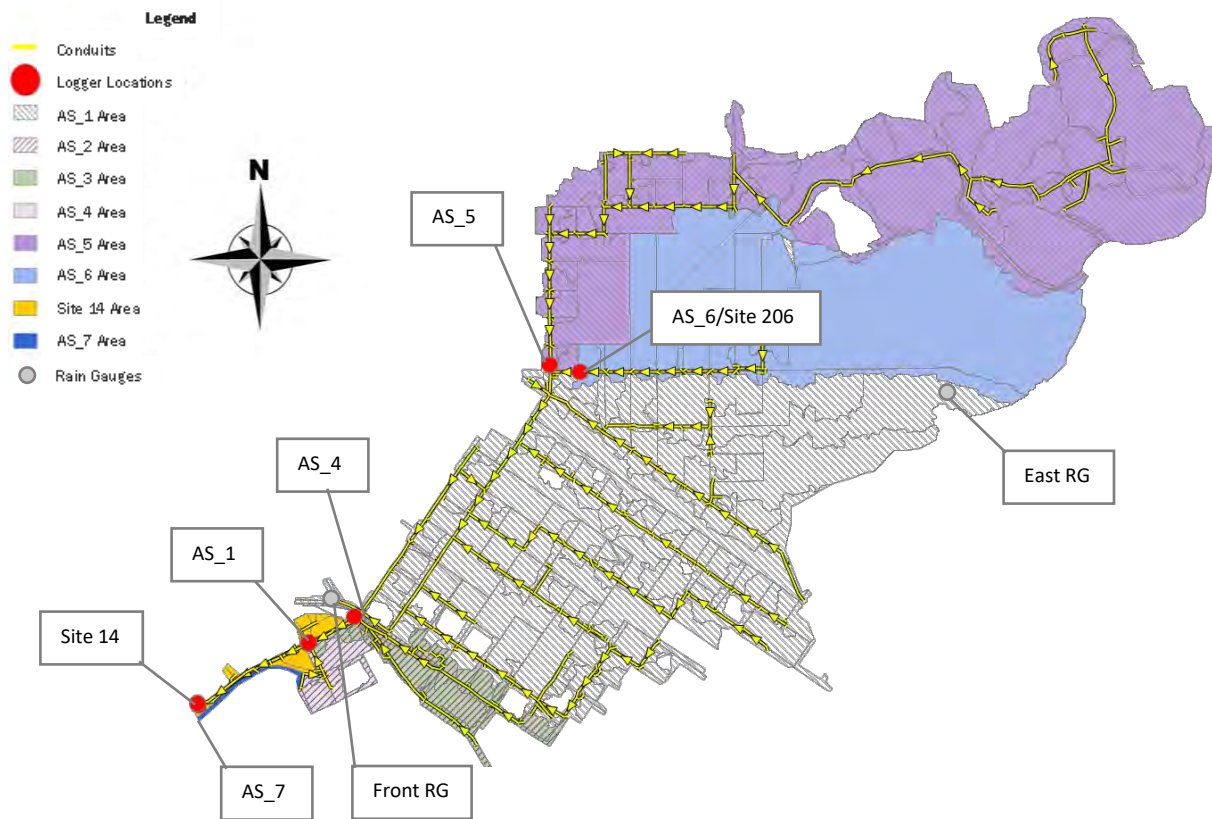 Legend
Conduits
Logger Locations
AS_1 Area
AS_2 Area
AS_3 Area
AS_4 Area
AS_5 Area
AS_6 Area
Site 14 Area
AS_7 Area
Rain Gauges
N
AS_5
AS_6/Site 206
East RG
AS_4
AS_1
Site 14
AS_7
Front RG